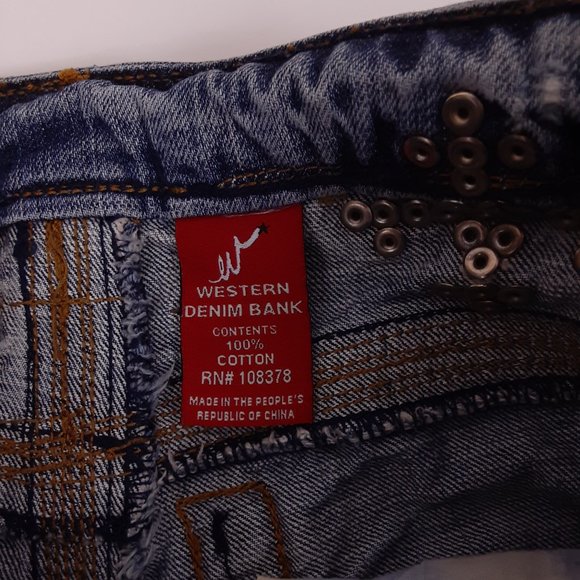 W
WESTERN
DENIM BANK
CONTENTS
100%
COTTON
RN# 108378
MADE IN THE PEOPLE'S
REPUBLIC OF CHINA